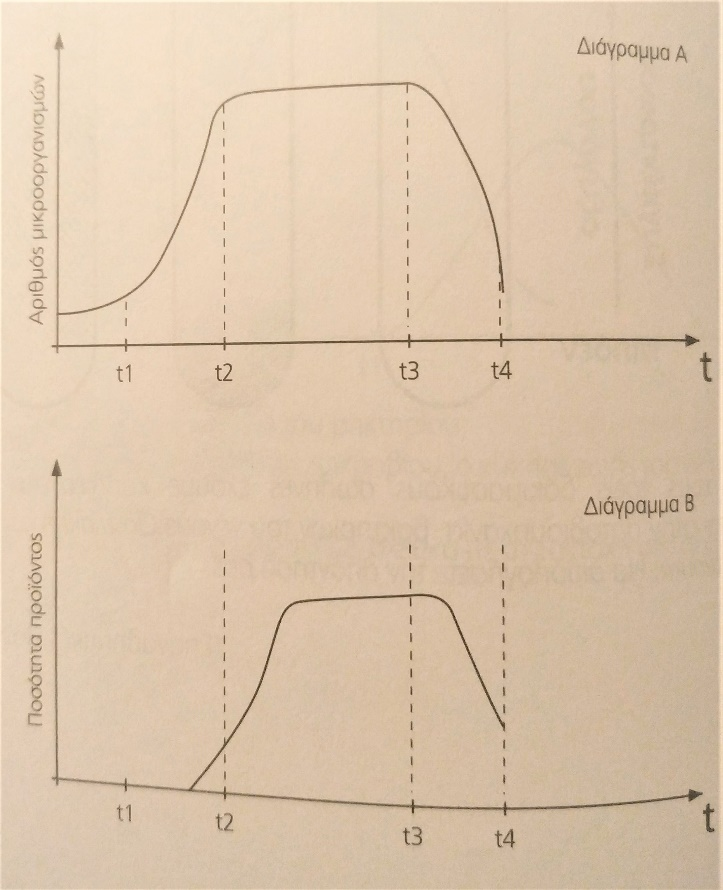 Διάγραμμα Α
Αριθμός μικροοργανισμών
t1
t2
t3
t4
t
Διάγραμμα Β
Ποσότητα προϊόντος
t1
t2
t3
t4
t